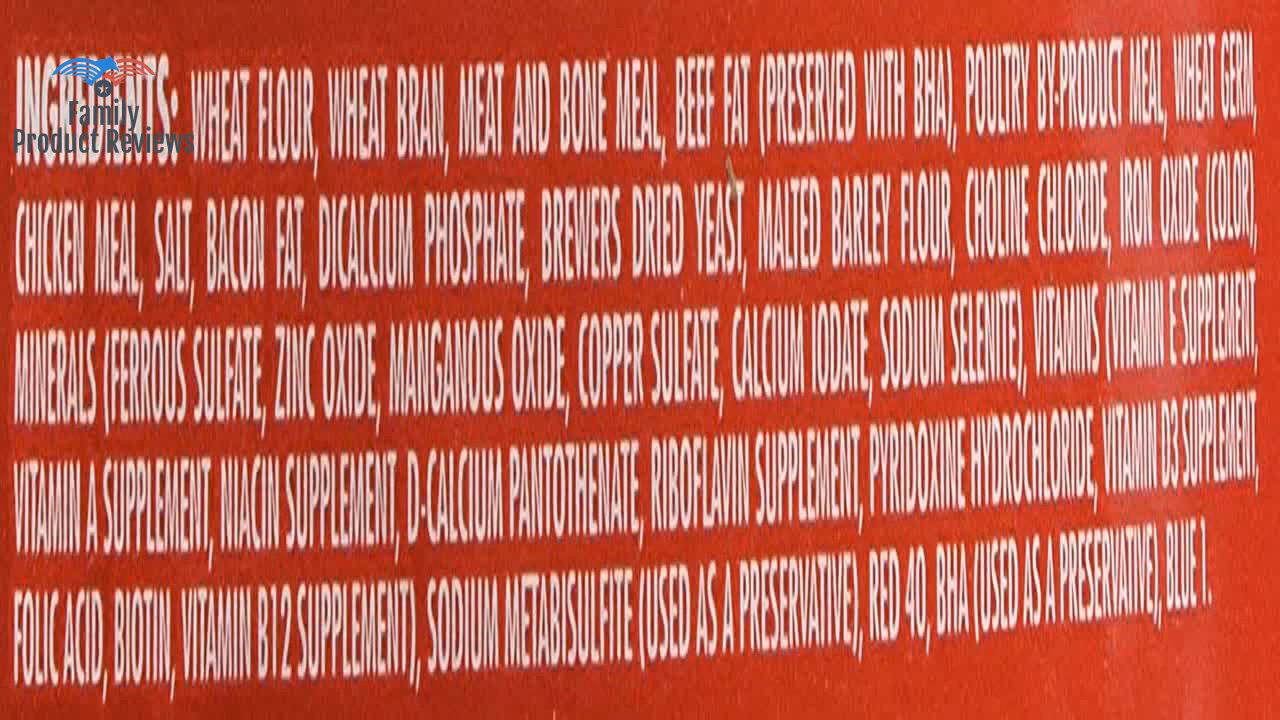 INGREDIENTS: WHEAT FLOUR, WHEAT BRAN, MEAT AND BONE MEAL, BEEF FAT (PRESERVED WITH BHA), POULTRY BY-PRODUCT MEAL, WHEAT GERM,
Family
Product Reviews
CHICKEN MEAL, SALT, BACON FAT, DICALCIUM PHOSPHATE, BREWERS DRIED YEAST, MALTED BARLEY FLOUR, CHOLINE CHLORIDE, IRON OXIDE (COLOR),
MINERALS (FERROUS SULFATE, ZINC OXIDE, MANGANOUS OXIDE, COPPER SULFATE, CALCIUM IODATE, SODIUM SELENITE), VITAMINS (VITAMIN E SUPPLEMENT,
VITAMIN A SUPPLEMENT, NIACIN SUPPLEMENT, D-CALCIUM PANTOTHENATE, RIBOFLAVIN SUPPLEMENT, PYRIDOXINE HYDROCHLORIDE, VITAMIN D3 SUPPLEMENT,
FOLIC ACID, BIOTIN, VITAMIN B12 SUPPLEMENT), SODIUM METABISULFITE (USED AS A PRESERVATIVE), RED 40, BHA (USED AS A PRESERVATIVE), BLUE 1.